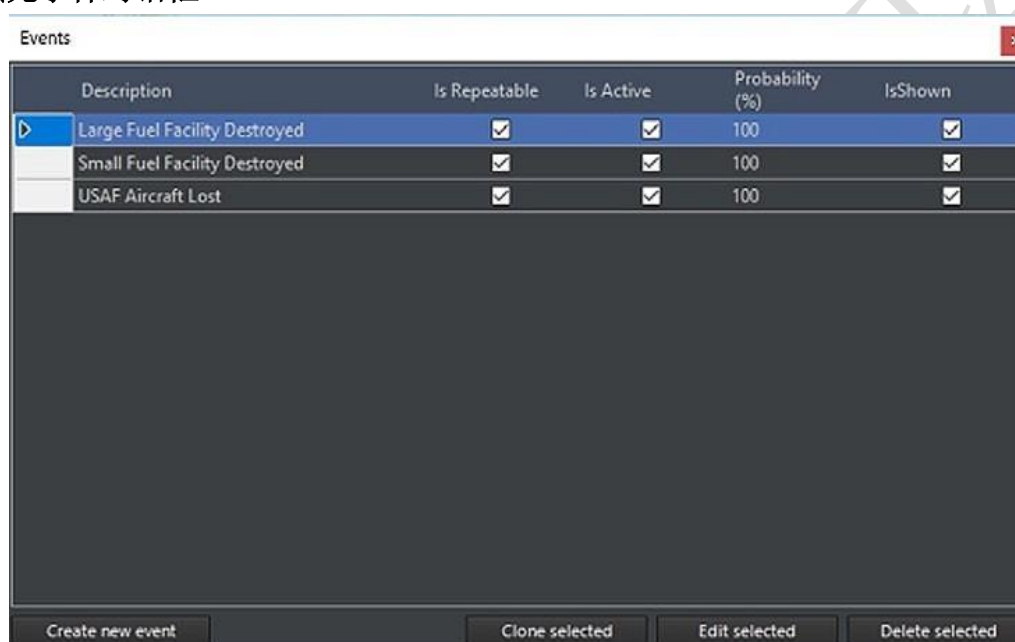 Events
Description Is Repeatable Is Active Probability (%) IsShown
Large Fuel Facility Destroyed 100
Small Fuel Facility Destroyed 100
USAF Aircraft Lost 100
Create new event Clone selected Edit selected Delete selected